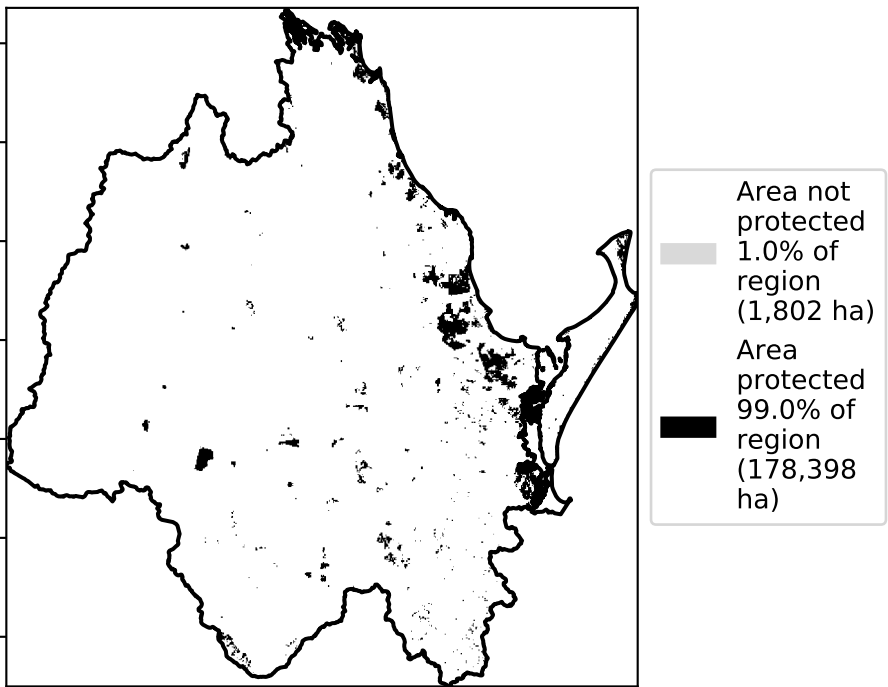 Area not
protected
1.0% of
region
(1,802 ha)
Area
protected
99.0% of
region
(178,398
ha)